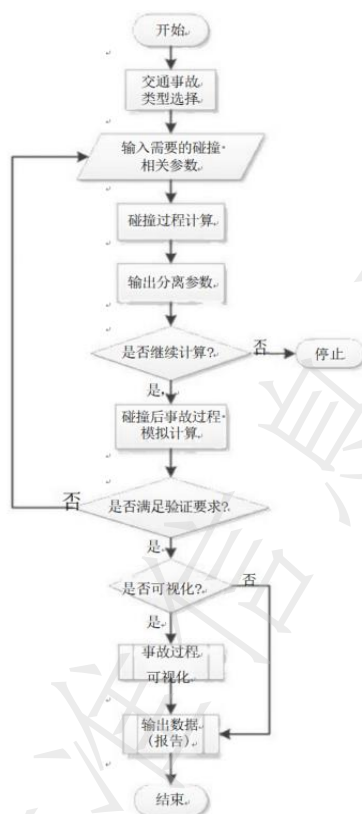 开始
交通事故
类型选择
输入需要的碰撞
相关参数
碰撞过程计算
输出分离参数
是否继续计算?
否
停止
是
碰撞后事故过程
模拟计算
否
是否满足验证要求?
是
是否可视化?
否
是
事故过程
可视化
输出数据
(报告)
结束